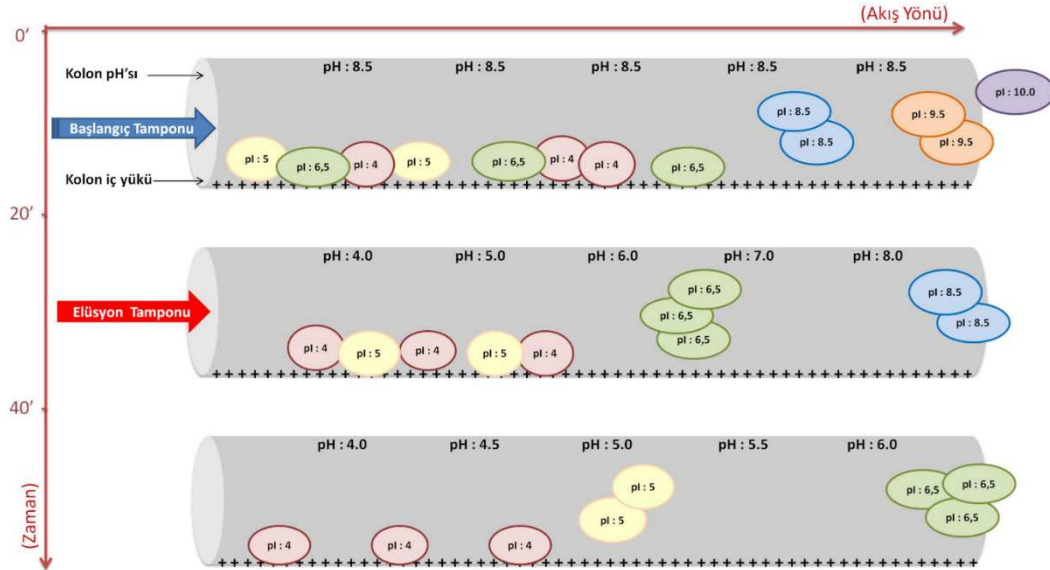 (Akış Yönü)
0’
Kolon pH’sı
pH : 8.5 pH : 8.5 pH : 8.5 pH : 8.5 pH : 8.5
pI : 10.0
Başlangıç Tamponu
pI : 8.5 pI : 9.5
pI : 8.5 pI : 9.5
pI : 5 pI : 6,5 pI : 4 pI : 5 pI : 6,5 pI : 4 pI : 4 pI : 6,5
Kolon iç yükü
+++++++++++++++++++++++++++++++++++++++++++++++++++++++++++
20’
pH : 4.0 pH : 5.0 pH : 6.0 pH : 7.0 pH : 8.0
Elüsyon Tamponu
pI : 6,5 pI : 8.5
pI : 6,5 pI : 8.5
pI : 6,5
pI : 4 pI : 5 pI : 4 pI : 5 pI : 4
+++++++++++++++++++++++++++++++++++++++++++++++++++++++++++
40’
pH : 4.0 pH : 4.5 pH : 5.0 pH : 5.5 pH : 6.0
pI : 5 pI : 6,5 pI : 6,5
pI : 5 pI : 6,5
pI : 4 pI : 4 pI : 4
+++++++++++++++++++++++++++++++++++++++++++++++++++++++++++
(Zaman)